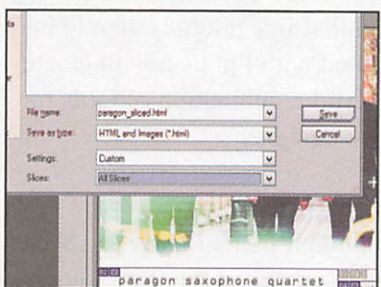 File name: paragon_sliced.html Save
Save as type: HTML and Images (*.html) Cancel
Settings: Custom
Slices: All Slices
paragon saxophone quartet